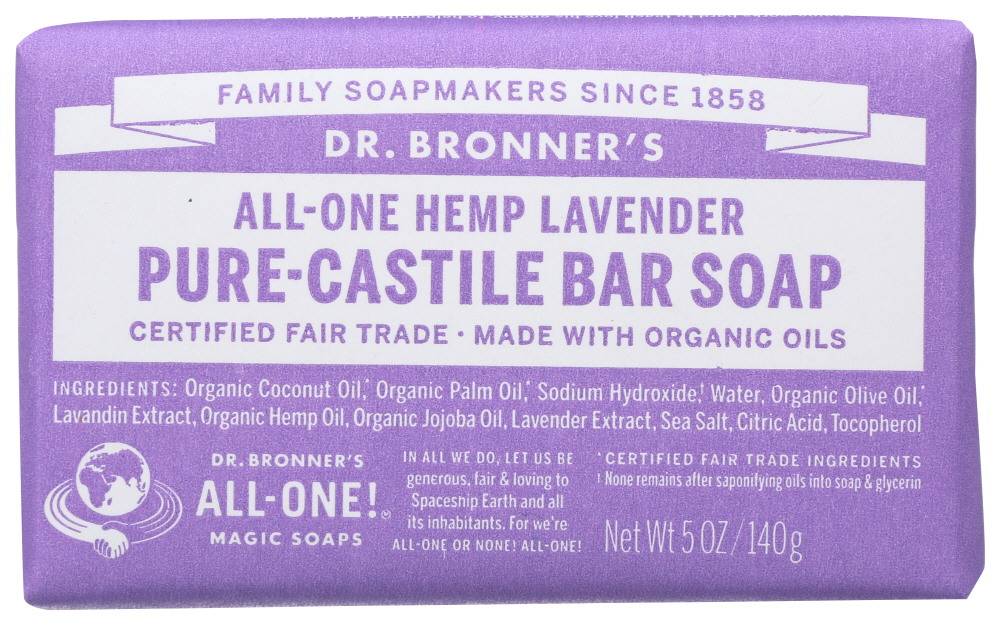 FAMILY SOAPMAKERS SINCE 1858
DR. BRONNER'S
ALL-ONE HEMP LAVENDER
PURE-CASTILE BAR SOAP
CERTIFIED FAIR TRADE · MADE WITH ORGANIC OILS
INGREDIENTS: Organic Coconut Oil,* Organic Palm Oil,* Sodium Hydroxide,† Water, Organic Olive Oil,*
Lavandin Extract, Organic Hemp Oil, Organic Jojoba Oil, Lavender Extract, Sea Salt, Citric Acid, Tocopherol
DR. BRONNER'S
ALL-ONE!®
MAGIC SOAPS
IN ALL WE DO, LET US BE
generous, fair & loving to
Spaceship Earth and all
its inhabitants. For we're
ALL-ONE OR NONE! ALL-ONE!
*CERTIFIED FAIR TRADE INGREDIENTS
† None remains after saponifying oils into soap & glycerin
Net Wt 5 OZ/140g